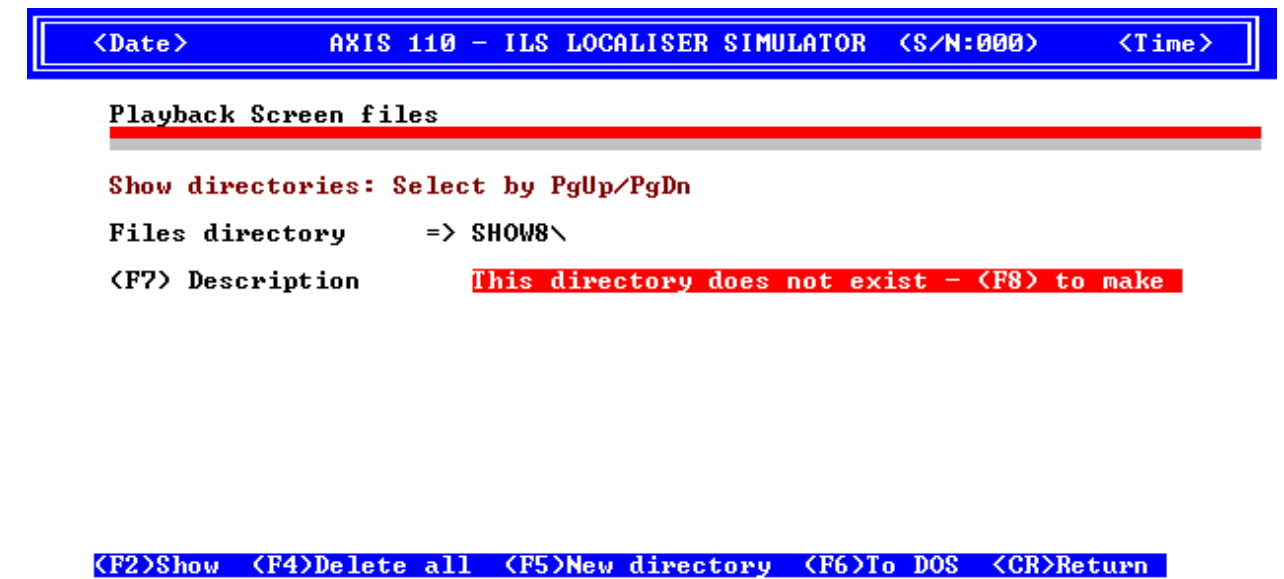 <Date> AXIS 110 - ILS LOCALISER SIMULATOR (S/N:000) <Time>
Playback Screen files
Show directories: Select by PgUp/PgDn
Files directory => SHOW8\
(F7) Description This directory does not exist - (F8) to make
<F2>Show <F4>Delete all <F5>New directory <F6>To DOS <CR>Return